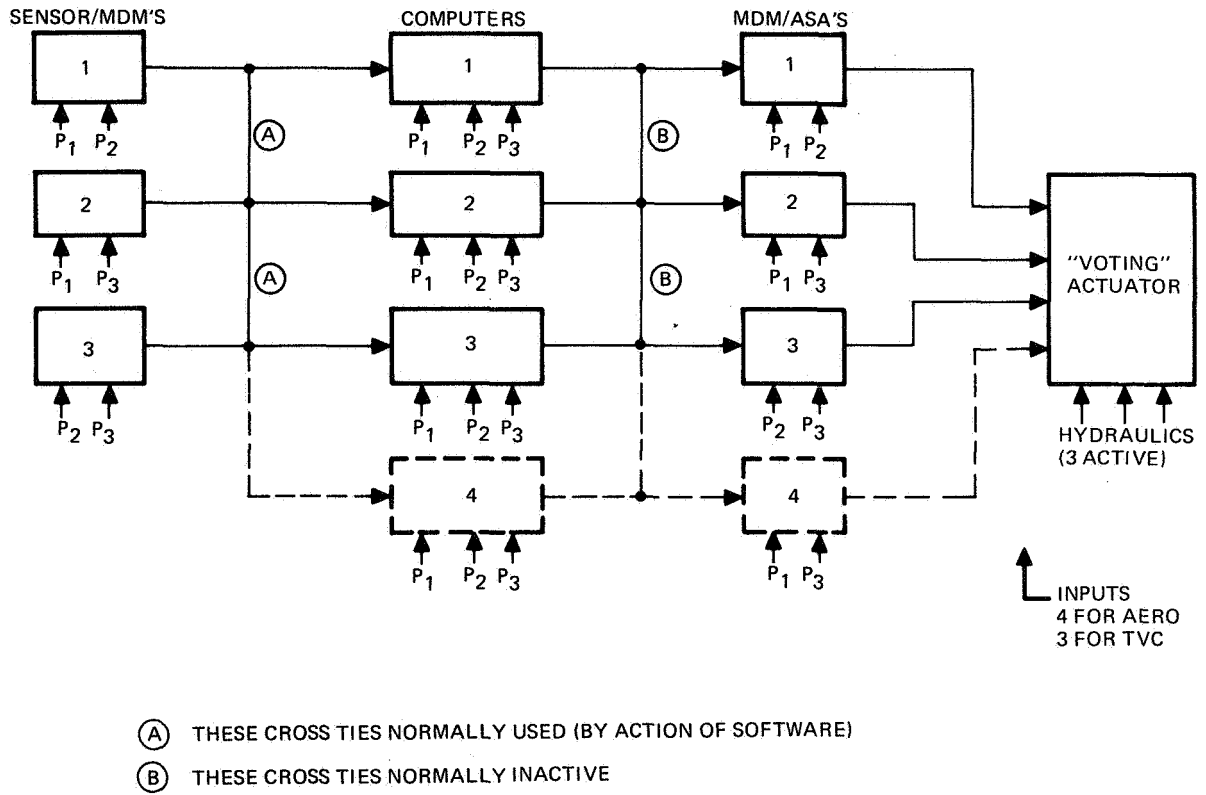 SENSOR/MDM'S COMPUTERS MDM/ASA'S
1 1 1
P1 P2 P1 P2 P3 P1 P2
A B
2 2 2
P1 P3 P1 P2 P3 P1 P3
"VOTING"
ACTUATOR
A B
3 3 3
P2 P3 P1 P2 P3 P2 P3
HYDRAULICS
(3 ACTIVE)
4 4
P1 P2 P3 P1 P3
INPUTS
4 FOR AERO
3 FOR TVC
A THESE CROSS TIES NORMALLY USED (BY ACTION OF SOFTWARE)
B THESE CROSS TIES NORMALLY INACTIVE